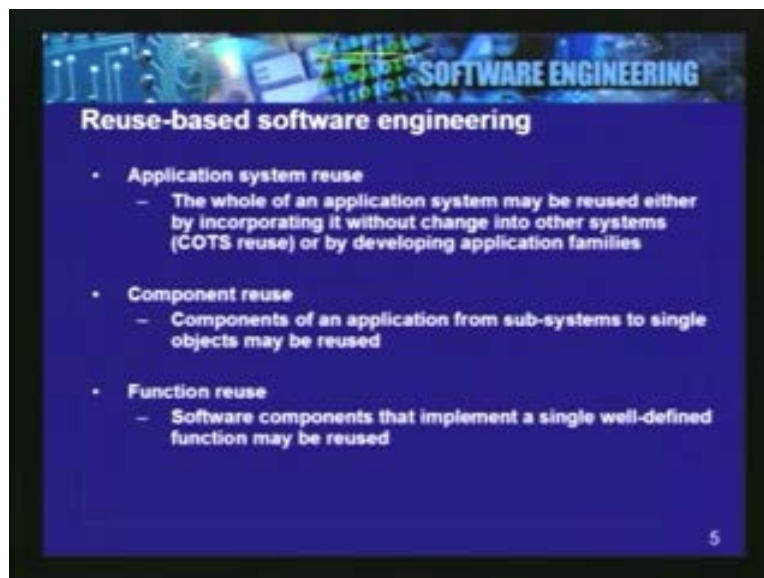 SOFTWARE ENGINEERING
Reuse-based software engineering
• Application system reuse
– The whole of an application system may be reused either
by incorporating it without change into other systems
(COTS reuse) or by developing application families
• Component reuse
– Components of an application from sub-systems to single
objects may be reused
• Function reuse
– Software components that implement a single well-defined
function may be reused
5